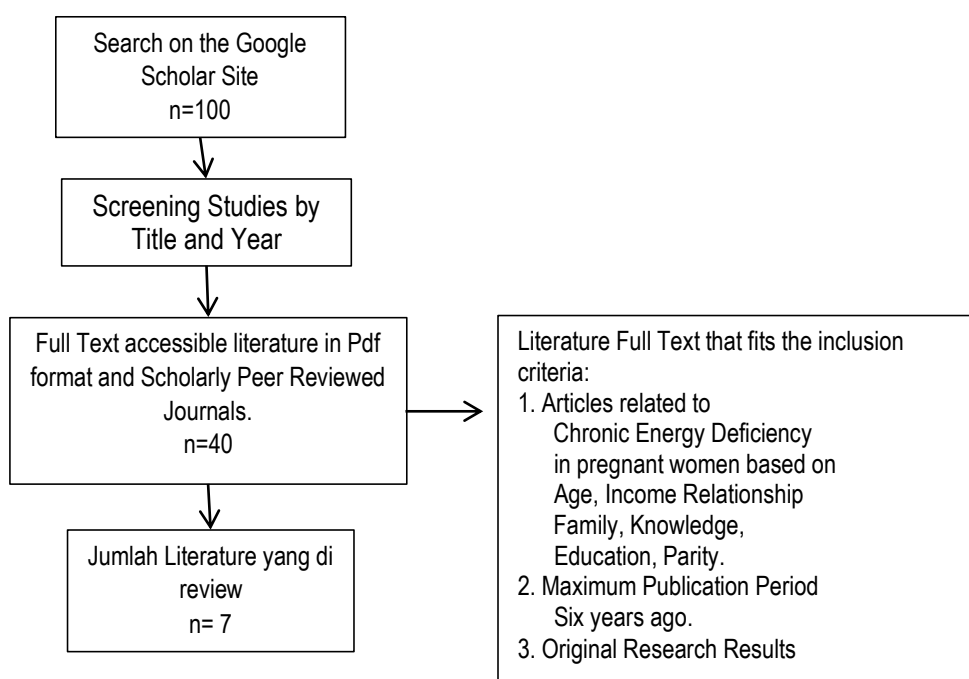 Search on the Google
Scholar Site
n=100
Screening Studies by
Title and Year
Full Text accessible literature in Pdf
format and Scholarly Peer Reviewed
Journals.
n=40
Literature Full Text that fits the inclusion
criteria:
1. Articles related to
Chronic Energy Deficiency
in pregnant women based on
Age, Income Relationship
Family, Knowledge,
Education, Parity.
2. Maximum Publication Period
Six years ago.
3. Original Research Results
Jumlah Literature yang di
review
n= 7